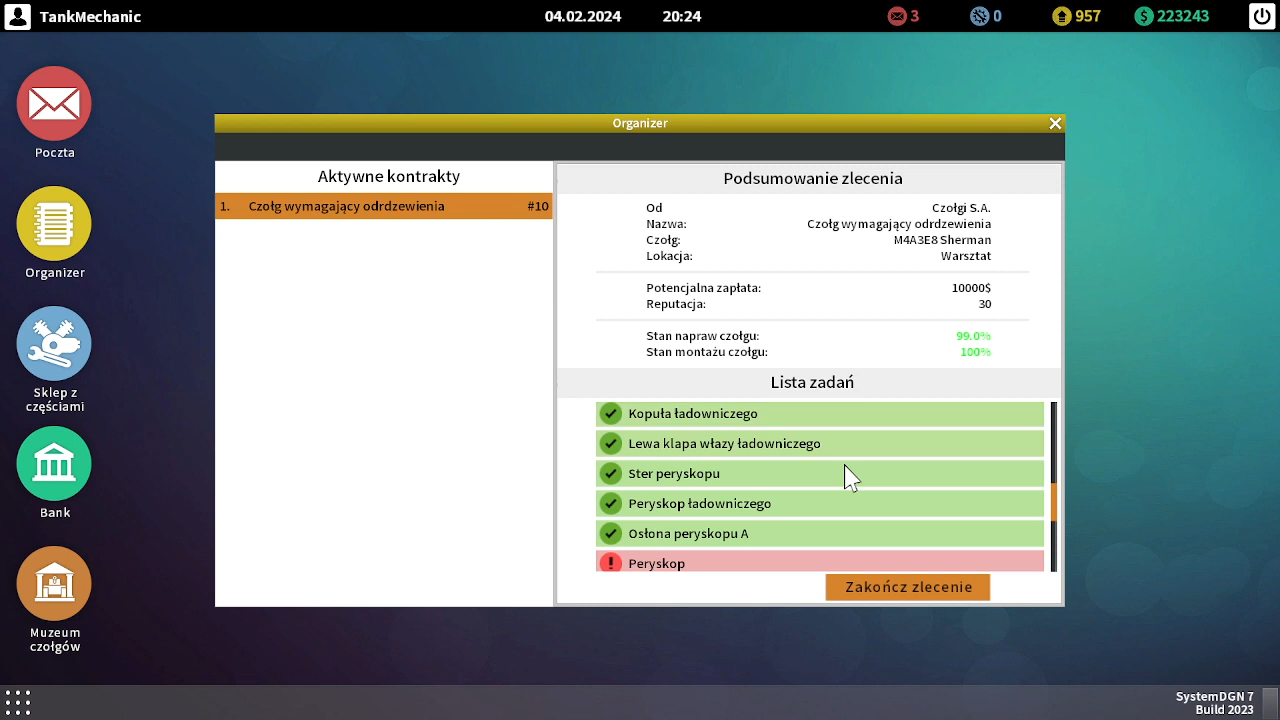 TankMechanic
04.02.2024
20:24
3
0
957
223243
Poczta
Organizer
Sklep z
częściami
Bank
Muzeum
czołgów
Organizer
Aktywne kontrakty
1. Czołg wymagający odrdzewienia #10
Podsumowanie zlecenia
Od Czołgi S.A.
Nazwa: Czołg wymagający odrdzewienia
Czołg: M4A3E8 Sherman
Lokacja: Warsztat
Potencjalna zapłata: 10000$
Reputacja: 30
Stan napraw czołgu: 99.0%
Stan montażu czołgu: 100%
Lista zadań
Kopuła ładowniczego
Lewa klapa włazy ładowniczego
Ster peryskopu
Peryskop ładowniczego
Osłona peryskopu A
Peryskop
Zakończ zlecenie
SystemDGN 7
Build 2023